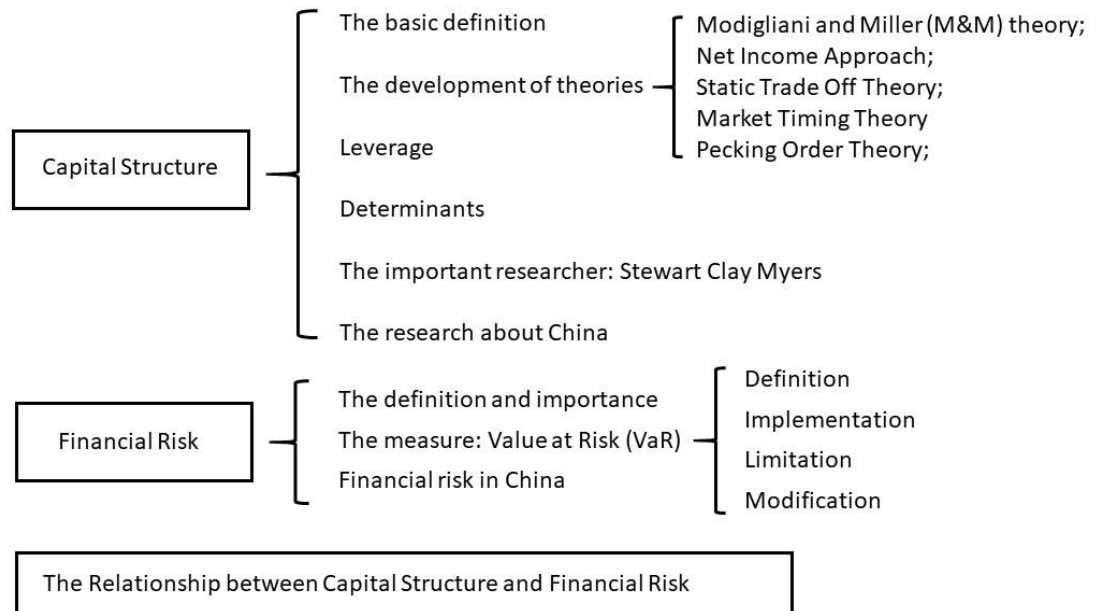 Capital Structure
The basic definition
The development of theories
Modigliani and Miller (M&M) theory;
Net Income Approach;
Static Trade Off Theory;
Market Timing Theory
Pecking Order Theory;
Leverage
Determinants
The important researcher: Stewart Clay Myers
The research about China
Financial Risk
The definition and importance
The measure: Value at Risk (VaR)
Definition
Implementation
Limitation
Modification
Financial risk in China
The Relationship between Capital Structure and Financial Risk